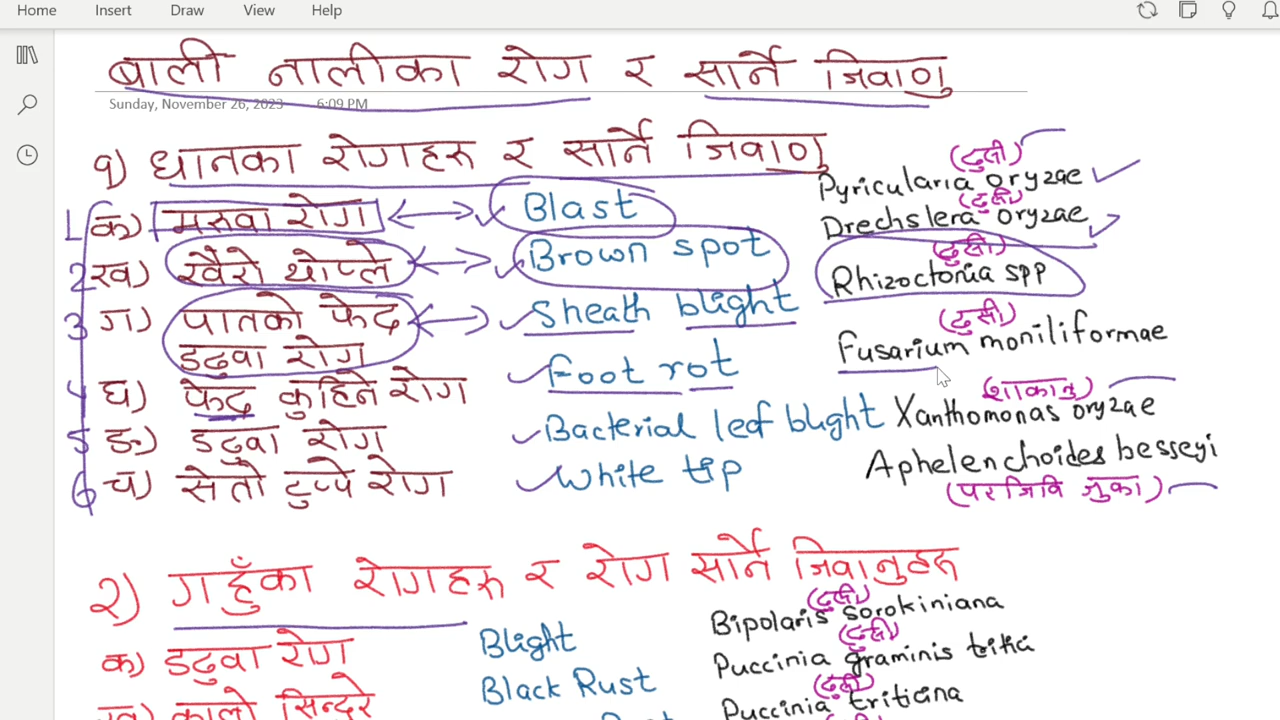 Home Insert Draw View Help
बाली नालीका रोग र सार्ने जिवाणु
Sunday, November 26, 2023 6:09 PM
१) धानका रोगहरु र सार्ने जिवाणु
(ढुसी)
1 क) मरुवा रोग Blast Pyricularia oryzae
(ढुसी)
2 ख) खैरो थोप्ले Brown spot Drechslera oryzae
(ढुसी)
3 ग) पातको फेद Sheath blight Rhizoctonia spp
डढुवा रोग
(ढुसी)
4 घ) फेद कुहिने रोग Foot rot Fusarium moniliformae
(शाकानु)
5 ङ) डढुवा रोग Bacterial leaf blight Xanthomonas oryzae
6 च) सेतो टुप्पे रोग White tip Aphelenchoides besseyi
(परजिवि जुका)
२) गहुँका रोगहरु र रोग सार्ने जिवानुहरु
(ढुसी)
क) डढुवा रोग Blight Bipolaris sorokiniana
(ढुसी)
ख) कालो सिन्दुरे Black Rust Puccinia graminis tritici
(ढुसी)
Puccinia triticina